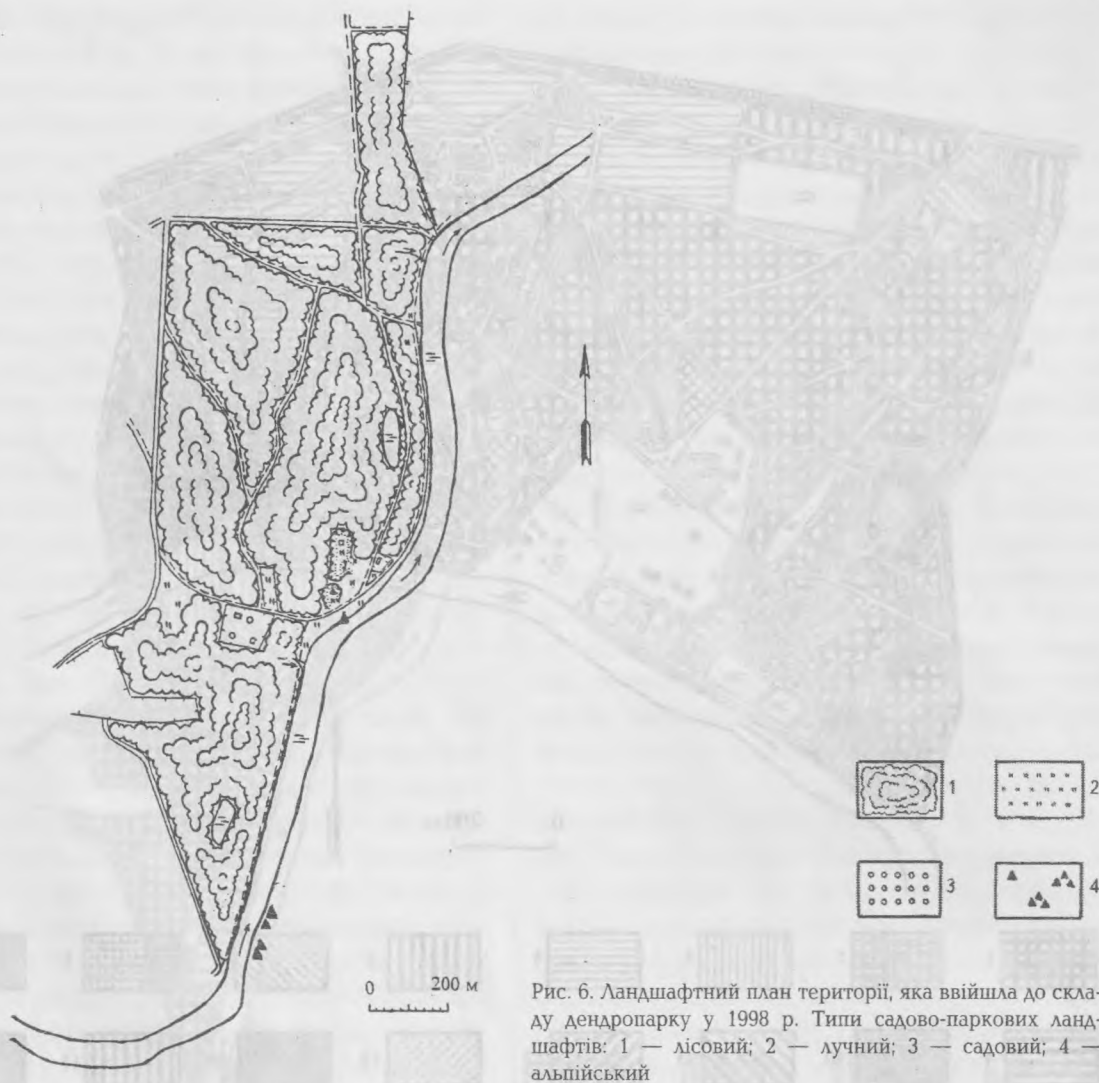 1
2
3
4
0 200 м
Рис. 6. Ландшафтний план території, яка ввійшла до скла-
ду дендропарку у 1998 р. Типи садово-паркових ланд-
шафтів: 1 — лісовий; 2 — лучний; 3 — садовий; 4 —
альпійський